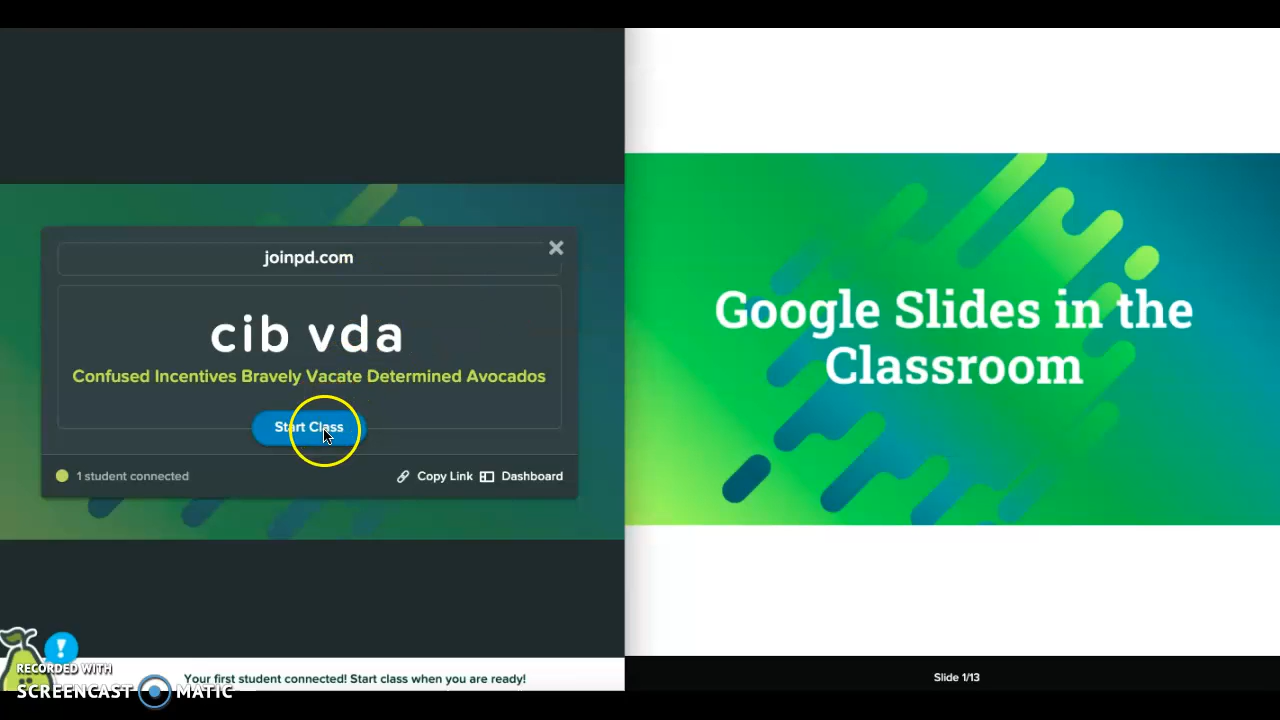 joinpd.com
cib vda
Confused Incentives Bravely Vacate Determined Avocados
Start Class
1 student connected
Copy Link
Dashboard
Your first student connected! Start class when you are ready!
RECORDED WITH
SCREENCAST MATIC
Google Slides in the
Classroom
Slide 1/13